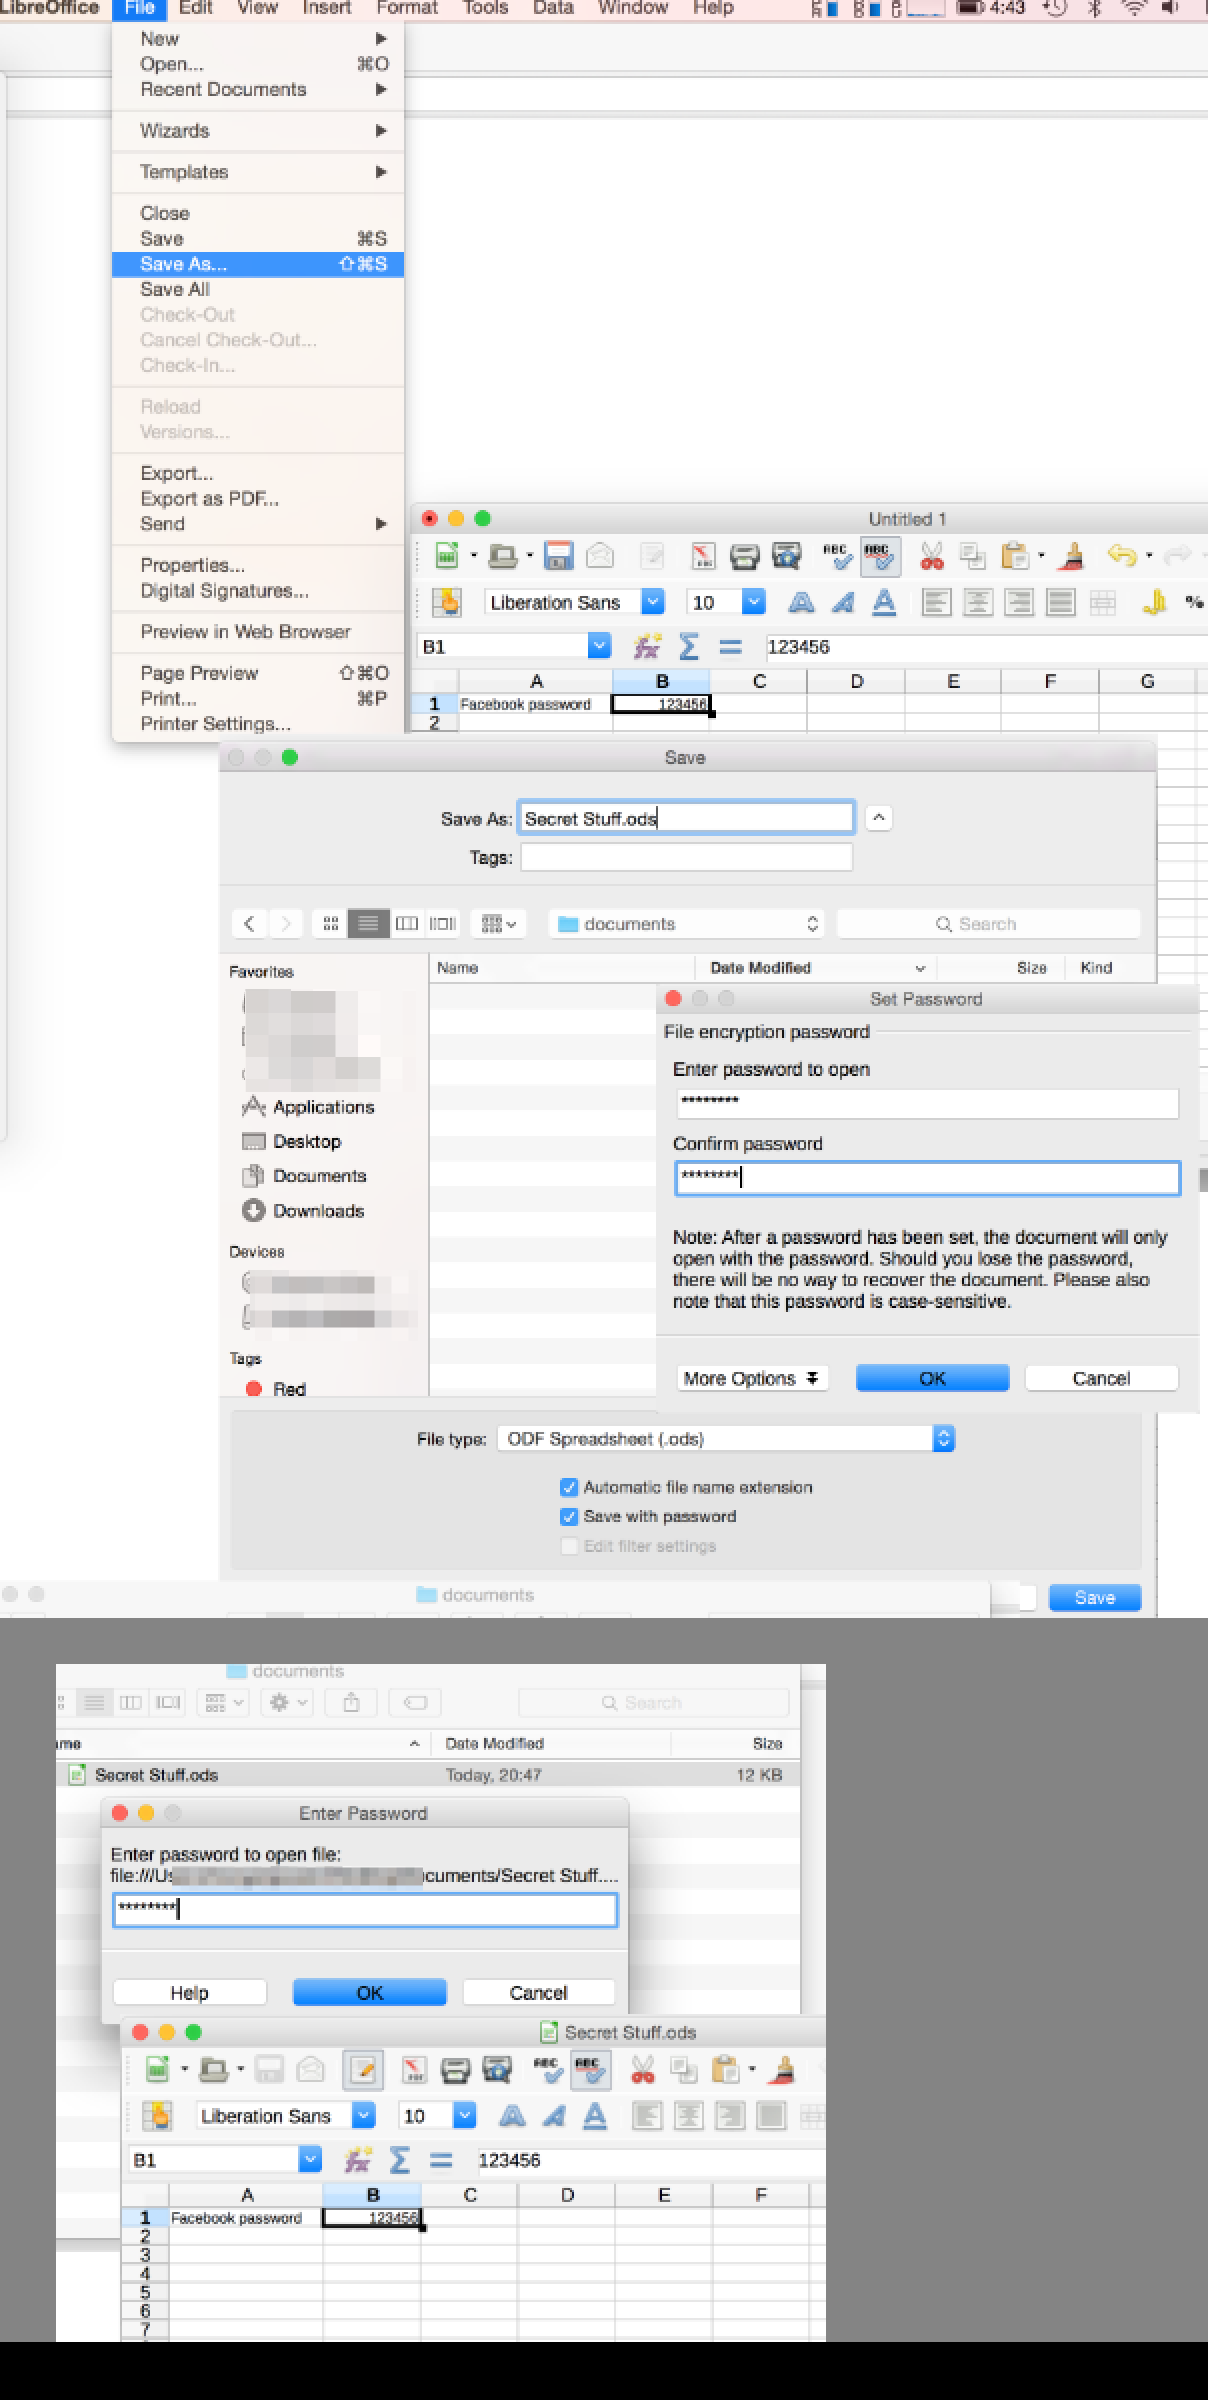 LibreOffice File Edit View Insert Format Tools Data Window Help 4:43
New
Open... ⌘O
Recent Documents
Wizards
Templates
Close
Save ⌘S
Save As... ⇧⌘S
Save All
Check-Out
Cancel Check-Out...
Check-In...
Reload
Versions...
Export...
Export as PDF...
Send
Properties...
Digital Signatures...
Preview in Web Browser
Page Preview ⇧⌘O
Print... ⌘P
Printer Settings...
Untitled 1
ABC ABC
Liberation Sans 10 %
B1 123456
A B C D E F G
1 Facebook password 123456
2
Save
Save As: Secret Stuff.ods
Tags:
documents Search
Favorites
Name Date Modified Size Kind
Applications
Desktop
Documents
Downloads
Devices
Tags
Red
Set Password
File encryption password
Enter password to open
********
Confirm password
********
Note: After a password has been set, the document will only
open with the password. Should you lose the password,
there will be no way to recover the document. Please also
note that this password is case-sensitive.
More Options OK Cancel
File type: ODF Spreadsheet (.ods)
Automatic file name extension
Save with password
Edit filter settings
documents
Save
documents
Search
ame Date Modified Size
Secret Stuff.ods Today, 20:47 12 KB
Enter Password
Enter password to open file:
file:///Us cuments/Secret Stuff....
********
Help OK Cancel
Secret Stuff.ods
ABC ABC
Liberation Sans 10
B1 123456
A B C D E F
1 Facebook password 123456
2
3
4
5
6
7